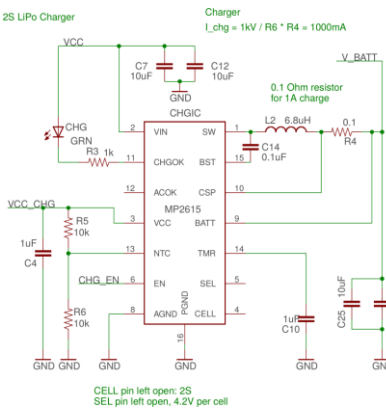 2S LiPo Charger
Charger
I_chg = 1kV / R6 * R4 = 1000mA
VCC
V_BATT
C7
10uF
C12
10uF
GND
CHGIC
0.1 Ohm resistor
for 1A charge
CHG
GRN
R3 1k
2 VIN
SW 1
L2 6.8uH
0.1
R4
11 CHGOK
BST 15
C14
0.1uF
12 ACOK
CSP 10
MP2615
VCC_CHG
3 VCC
BATT 9
R5
10k
1uF
C4
13 NTC
TMR 14
CHG_EN
6 EN
SEL 5
R6
10k
8 AGND
PGND
CELL 4
16
1uF
C10
C25 10uF
GND
GND
GND
GND
GND
GND
CELL pin left open: 2S
SEL pin left open, 4.2V per cell